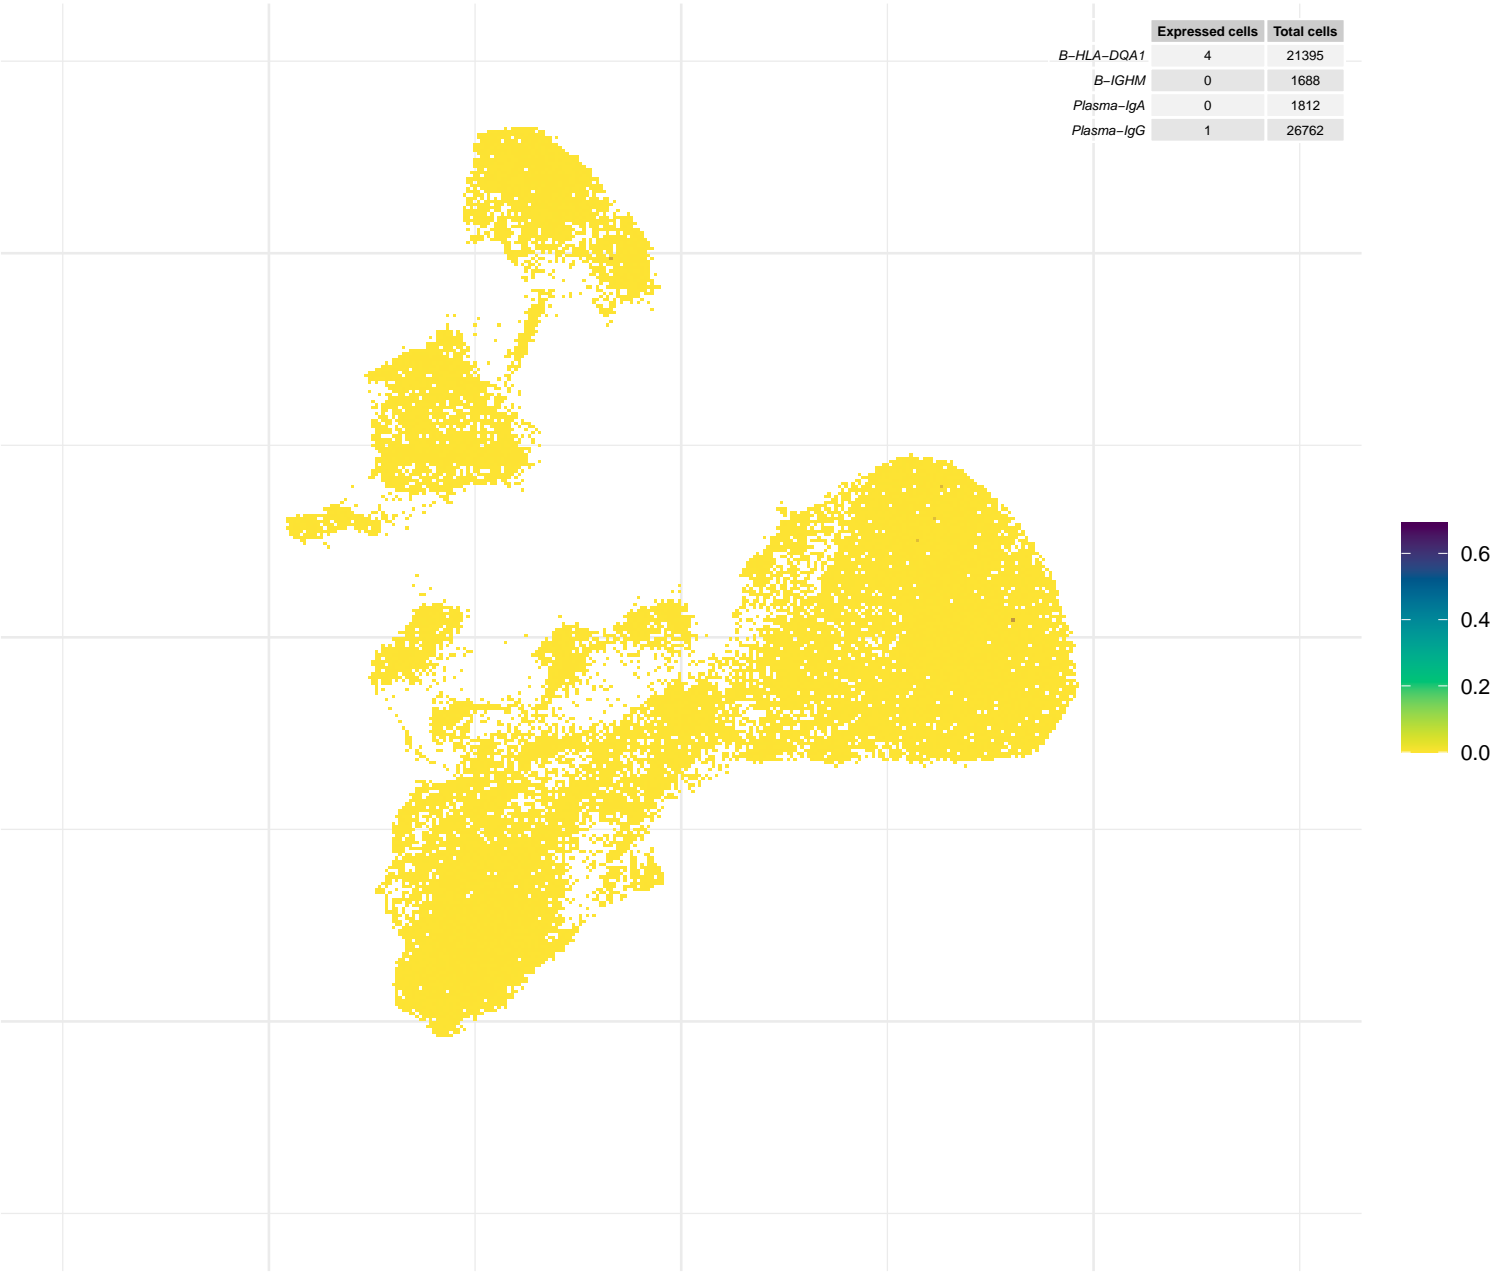 Expressed cells Total cells
B−HLA−DQA1 4 21395
B−IGHM 0 1688
Plasma−IgA 0 1812
Plasma−IgG 1 26762
0.6
0.4
0.2
0.0